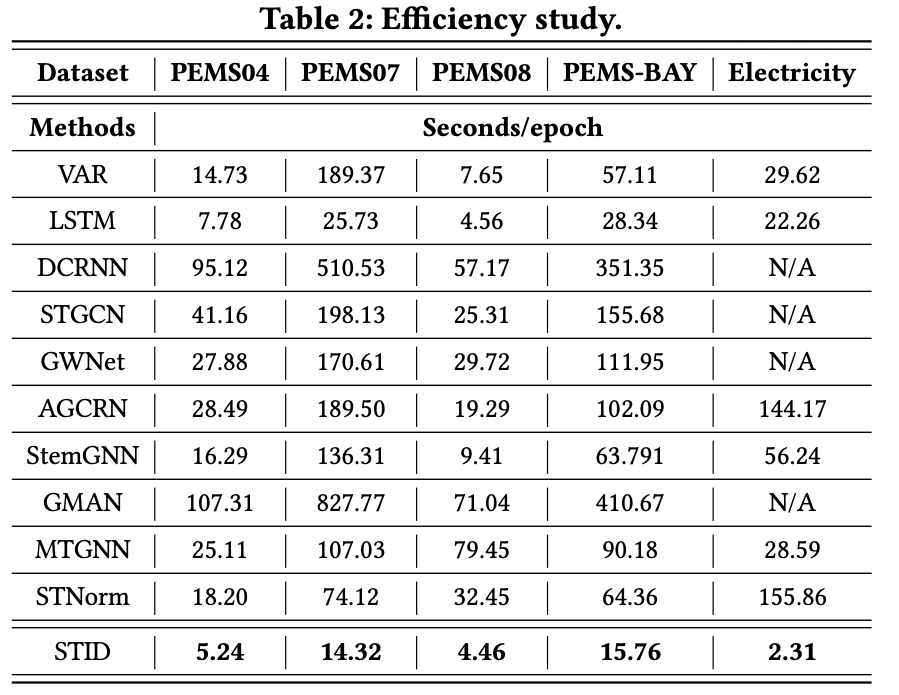 Table 2: Efficiency study.
Dataset PEMS04 PEMS07 PEMS08 PEMS-BAY Electricity
Methods Seconds/epoch
VAR 14.73 189.37 7.65 57.11 29.62
LSTM 7.78 25.73 4.56 28.34 22.26
DCRNN 95.12 510.53 57.17 351.35 N/A
STGCN 41.16 198.13 25.31 155.68 N/A
GWNet 27.88 170.61 29.72 111.95 N/A
AGCRN 28.49 189.50 19.29 102.09 144.17
StemGNN 16.29 136.31 9.41 63.791 56.24
GMAN 107.31 827.77 71.04 410.67 N/A
MTGNN 25.11 107.03 79.45 90.18 28.59
STNorm 18.20 74.12 32.45 64.36 155.86
STID 5.24 14.32 4.46 15.76 2.31